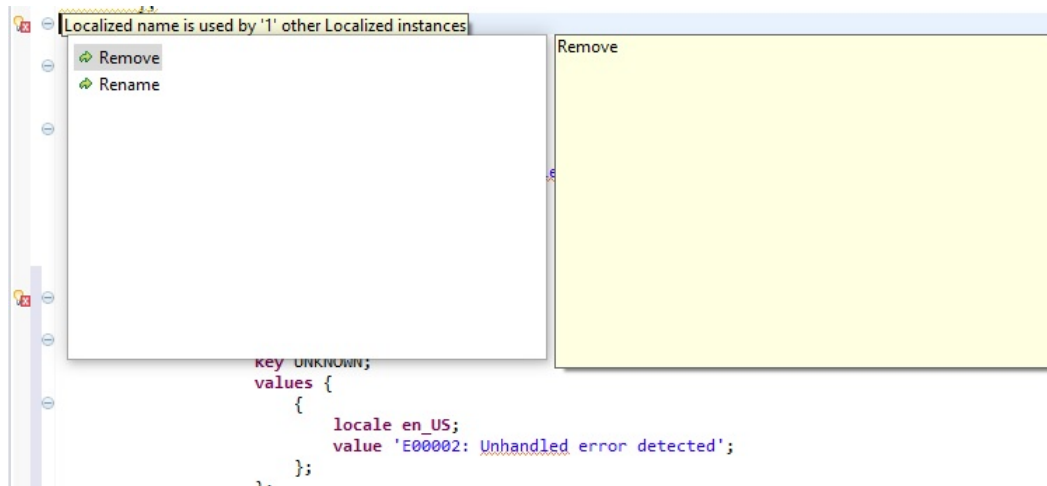 };
Localized name is used by '1' other Localized instances
Remove
Remove
Rename
key UNKNOWN;
values {
{
locale en_US;
value 'E00002: Unhandled error detected';
};
};